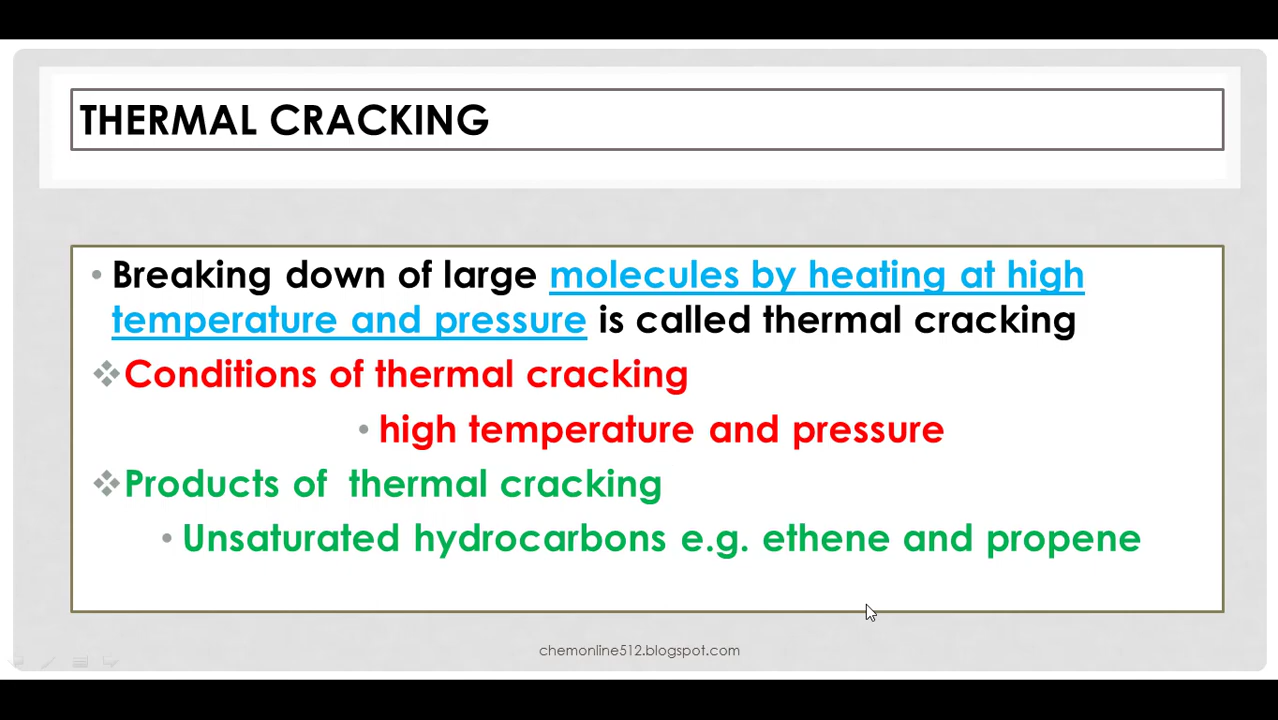 THERMAL CRACKING
• Breaking down of large molecules by heating at high
temperature and pressure is called thermal cracking
❖ Conditions of thermal cracking
• high temperature and pressure
❖ Products of thermal cracking
• Unsaturated hydrocarbons e.g. ethene and propene
chemonline512.blogspot.com